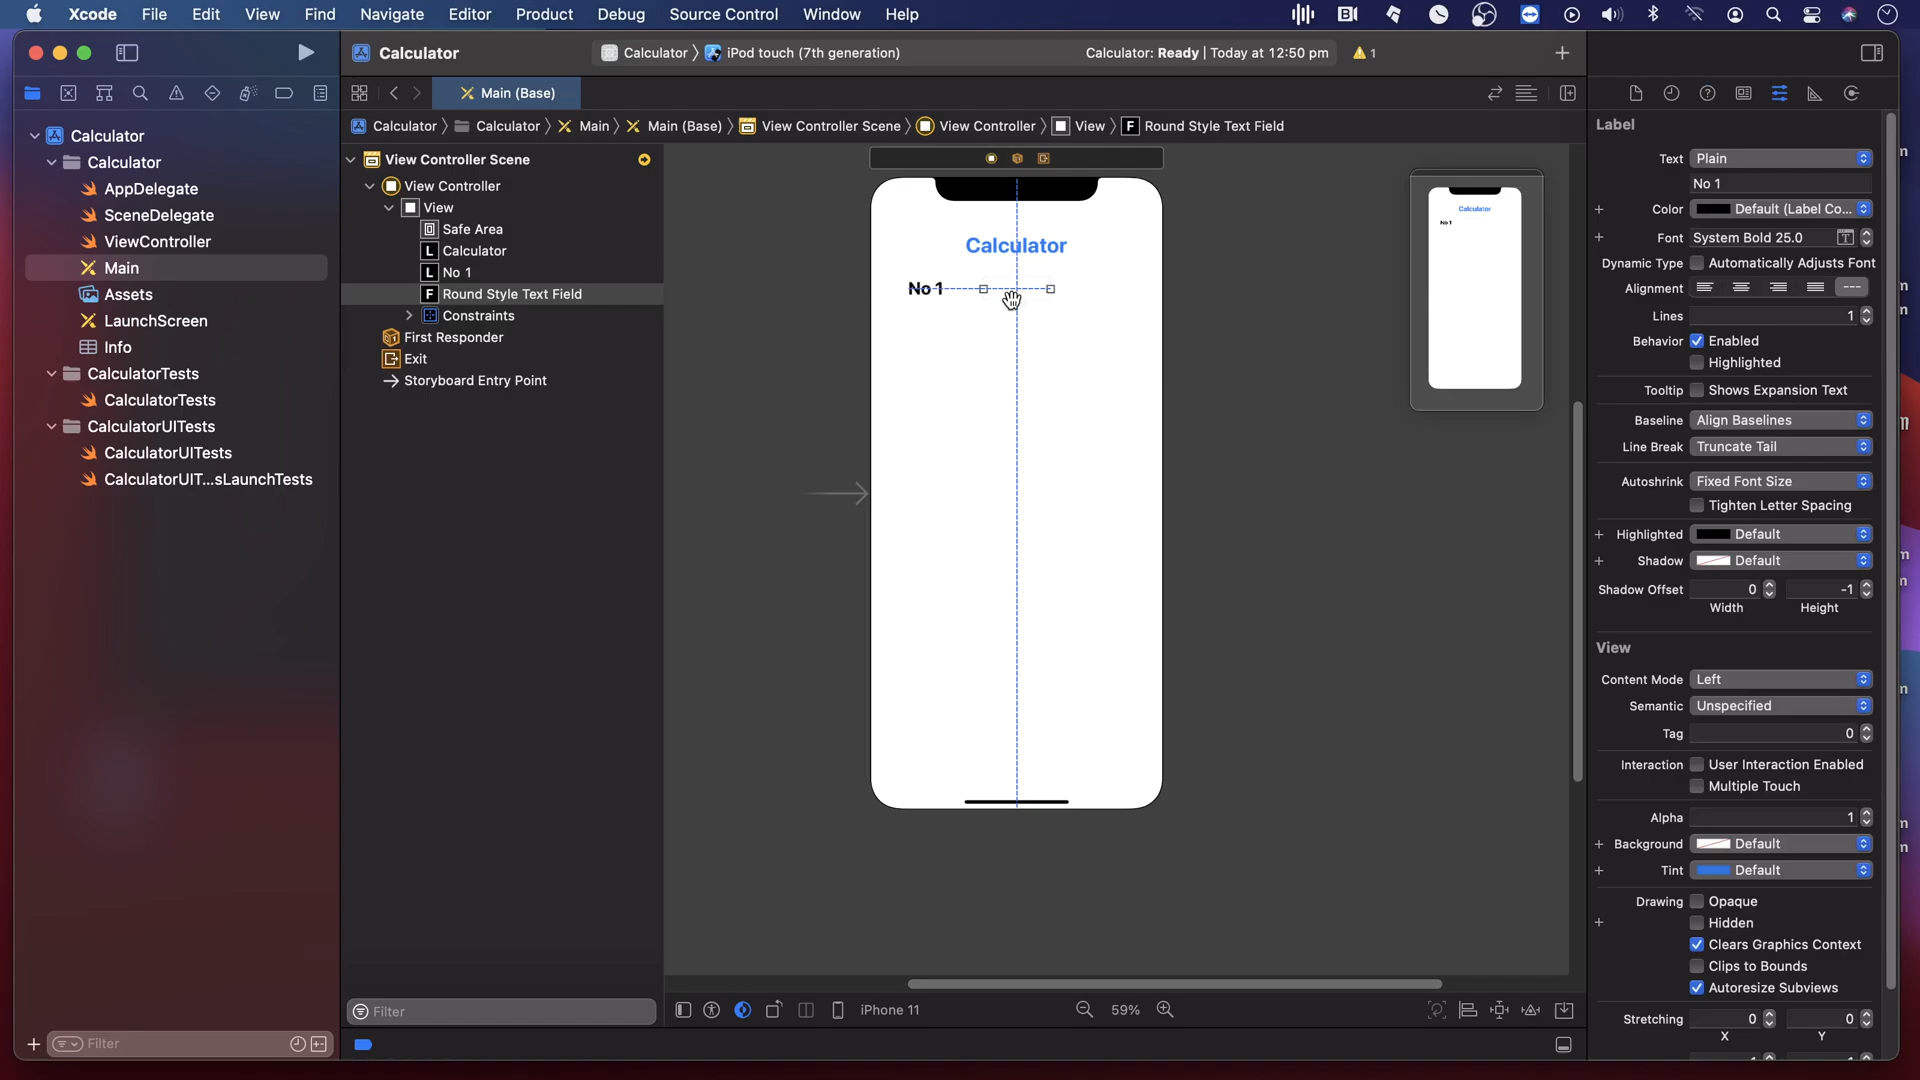 Xcode File Edit View Find Navigate Editor Product Debug Source Control Window Help
Calculator
Calculator iPod touch (7th generation)
Calculator: Ready | Today at 12:50 pm
1
Main (Base)
Calculator Calculator Main Main (Base) View Controller Scene View Controller View F Round Style Text Field
Calculator
Calculator
AppDelegate
SceneDelegate
ViewController
Main
Assets
LaunchScreen
Info
CalculatorTests
CalculatorTests
CalculatorUITests
CalculatorUITests
CalculatorUIT...sLaunchTests
Filter
View Controller Scene
View Controller
View
Safe Area
L Calculator
L No 1
F Round Style Text Field
Constraints
First Responder
Exit
Storyboard Entry Point
Filter
Calculator
No 1
Calculator
No 1
iPhone 11
59%
Label
Text Plain
No 1
Color Default (Label Co...
Font System Bold 25.0
Dynamic Type Automatically Adjusts Font
Alignment
Lines 1
Behavior Enabled
Highlighted
Tooltip Shows Expansion Text
Baseline Align Baselines
Line Break Truncate Tail
Autoshrink Fixed Font Size
Tighten Letter Spacing
Highlighted Default
Shadow Default
Shadow Offset 0 -1
Width Height
View
Content Mode Left
Semantic Unspecified
Tag 0
Interaction User Interaction Enabled
Multiple Touch
Alpha 1
Background Default
Tint Default
Drawing Opaque
Hidden
Clears Graphics Context
Clips to Bounds
Autoresize Subviews
Stretching 0 0
X Y